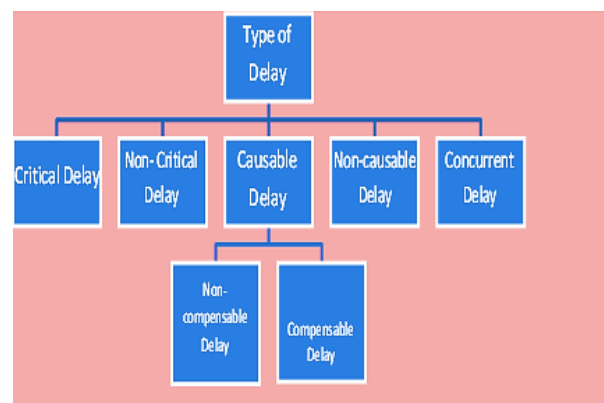 Type of
Delay
Critical Delay
Non- Critical
Delay
Causable
Delay
Non-causable
Delay
Concurrent
Delay
Non-
compensable
Delay
Compensable
Delay